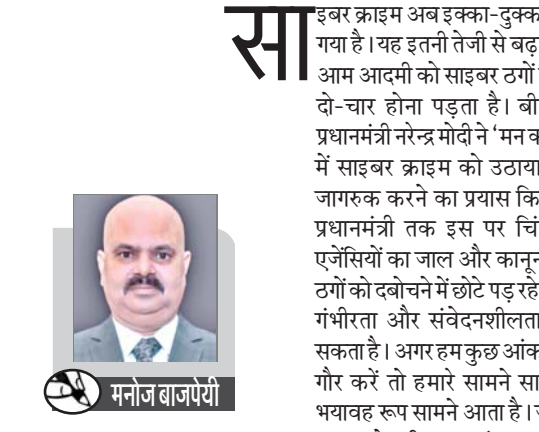 साइबर क्राइम अब इक्का-दुक्क
गया है। यह इतनी तेजी से बढ़
आम आदमी को साइबर ठगों
दो-चार होना पड़ता है। बी
प्रधानमंत्री नरेन्द्र मोदी ने ‘मन क
में साइबर क्राइम को उठाया
जागरुक करने का प्रयास कि
प्रधानमंत्री तक इस पर चिं
एजेंसियों का जाल और कानून
ठगों को दबोचने में छोटे पड़ रहे
गंभीरता और संवेदनशीलता
सकता है। अगर हम कुछ आंक
गौर करें तो हमारे सामने सा
भयावह रूप सामने आता है।
मनोज बाजपेयी